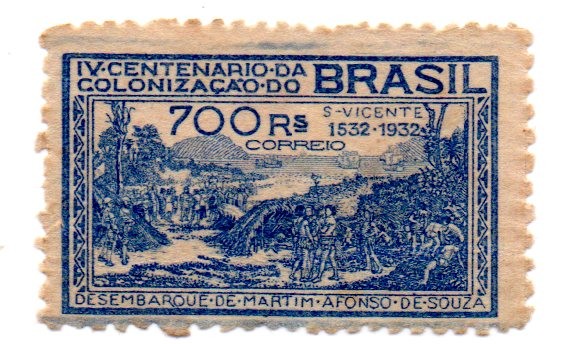 IV·CENTENARIO·DA
COLONIZAÇÃO·DO BRASIL
700 Rs
CORREIO
S·VICENTE
1532·1932
DESEMBARQUE·DE·MARTIM·AFONSO·DE·SOUZA